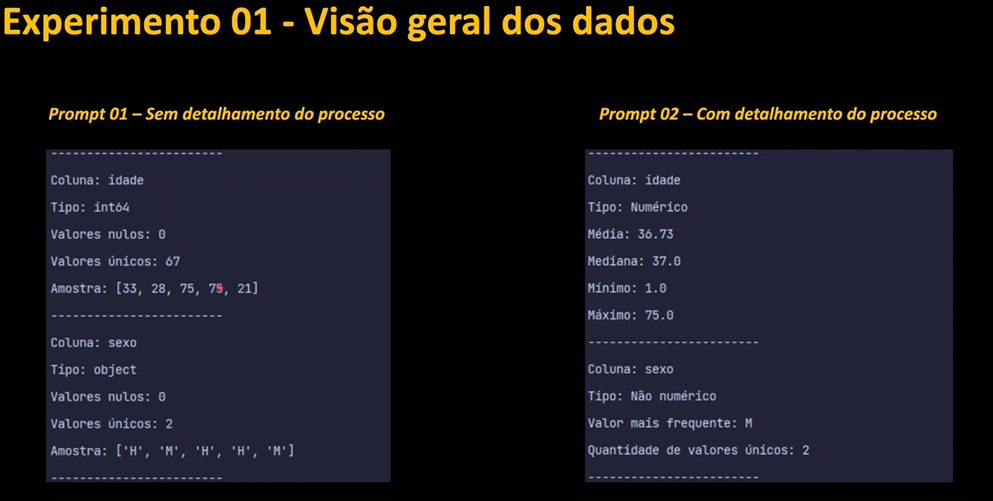 Experimento 01 - Visão geral dos dados
Prompt 01 – Sem detalhamento do processo
------------------------
Coluna: idade
Tipo: int64
Valores nulos: 0
Valores únicos: 67
Amostra: [33, 28, 75, 75, 21]
------------------------
Coluna: sexo
Tipo: object
Valores nulos: 0
Valores únicos: 2
Amostra: ['H', 'M', 'H', 'H', 'M']
------------------------
Prompt 02 – Com detalhamento do processo
------------------------
Coluna: idade
Tipo: Numérico
Média: 36.73
Mediana: 37.0
Mínimo: 1.0
Máximo: 75.0
------------------------
Coluna: sexo
Tipo: Não numérico
Valor mais frequente: M
Quantidade de valores únicos: 2
------------------------